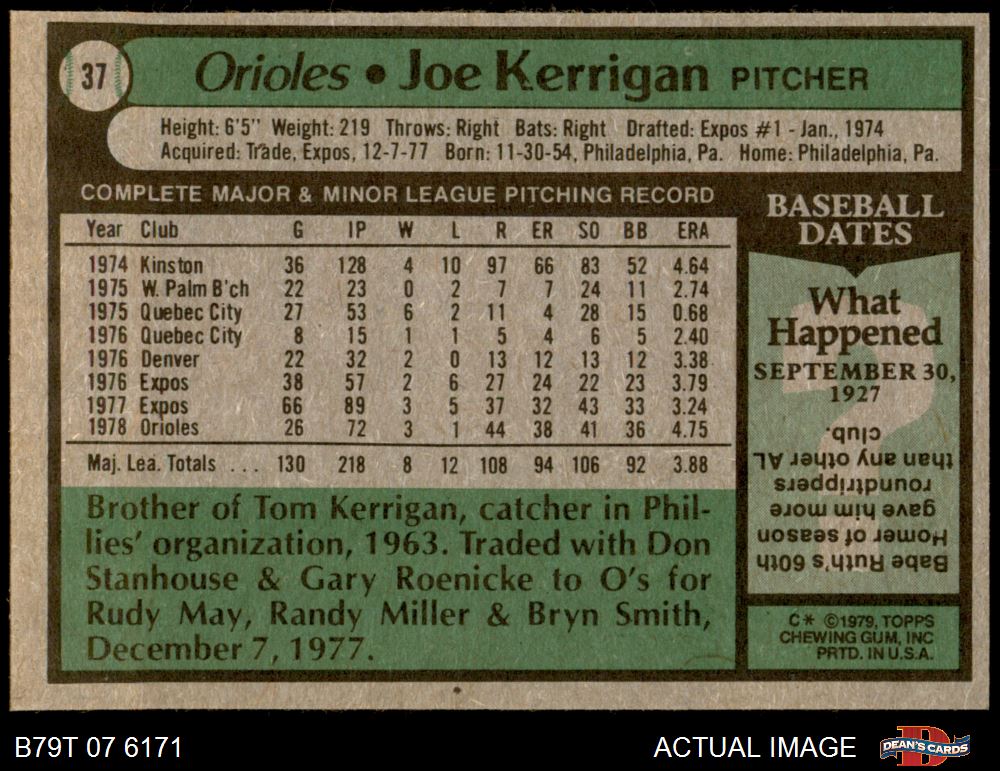 37
Orioles • Joe Kerrigan PITCHER
Height: 6'5" Weight: 219 Throws: Right Bats: Right Drafted: Expos #1 - Jan., 1974
Acquired: Trade, Expos, 12-7-77 Born: 11-30-54, Philadelphia, Pa. Home: Philadelphia, Pa.
COMPLETE MAJOR & MINOR LEAGUE PITCHING RECORD
Year Club G IP W L R ER SO BB ERA
1974 Kinston 36 128 4 10 97 66 83 52 4.64
1975 W. Palm B'ch 22 23 0 2 7 7 24 11 2.74
1975 Quebec City 27 53 6 2 11 4 28 15 0.68
1976 Quebec City 8 15 1 1 5 4 6 5 2.40
1976 Denver 22 32 2 0 13 12 13 12 3.38
1976 Expos 38 57 2 6 27 24 22 23 3.79
1977 Expos 66 89 3 5 37 32 43 33 3.24
1978 Orioles 26 72 3 1 44 38 41 36 4.75
Maj. Lea. Totals ... 130 218 8 12 108 94 106 92 3.88
Brother of Tom Kerrigan, catcher in Phil-
lies' organization, 1963. Traded with Don
Stanhouse & Gary Roenicke to O's for
Rudy May, Randy Miller & Bryn Smith,
December 7, 1977.
BASEBALL
DATES
What
Happened
SEPTEMBER 30,
1927
Babe Ruth's 60th
Homer of season
gave him more
roundtrippers
than any other AL
club.
C* ©1979, TOPPS
CHEWING GUM, INC
PRTD. IN U.S.A.
B79T 07 6171
ACTUAL IMAGE
DEAN'S CARDS